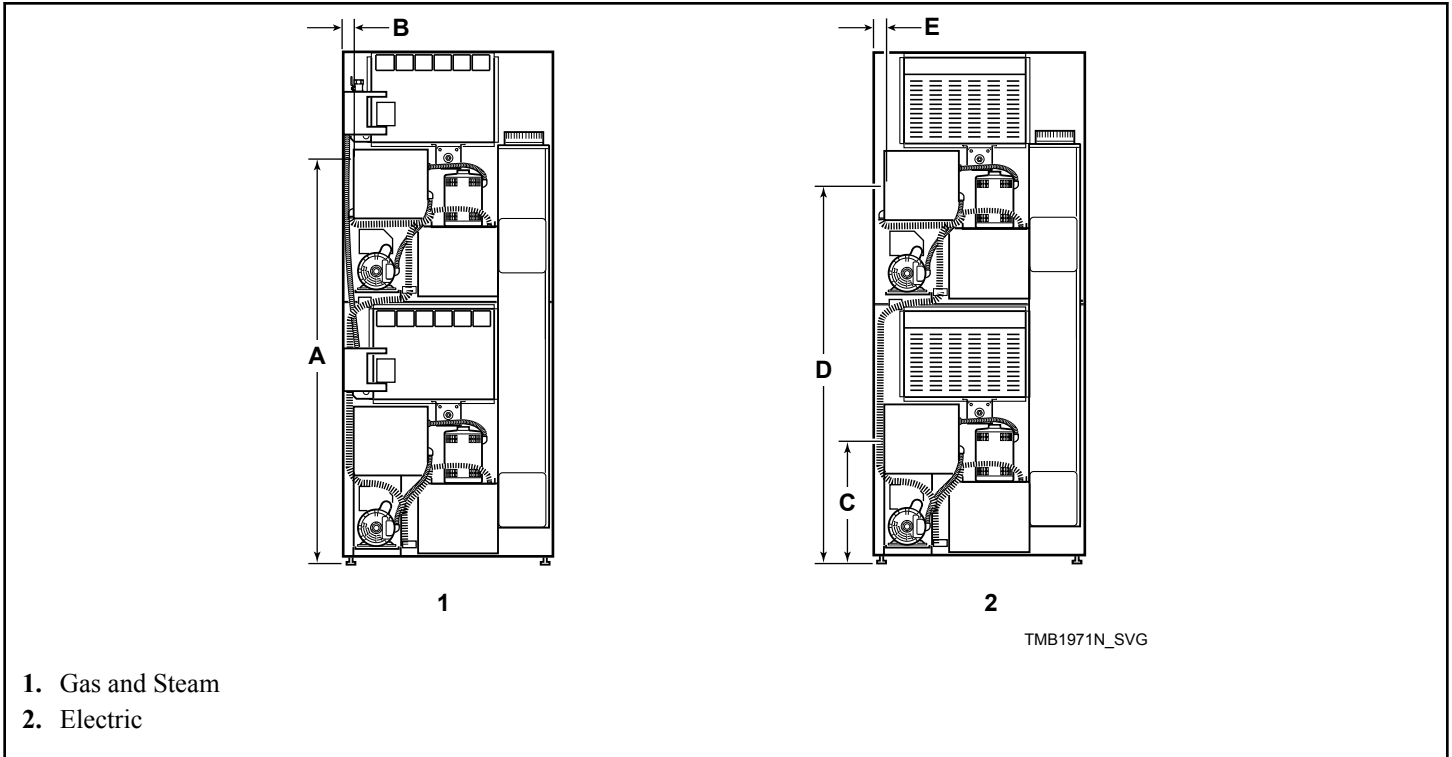 B
E
A
D
C
1
2
TMB1971N_SVG
1. Gas and Steam
2. Electric